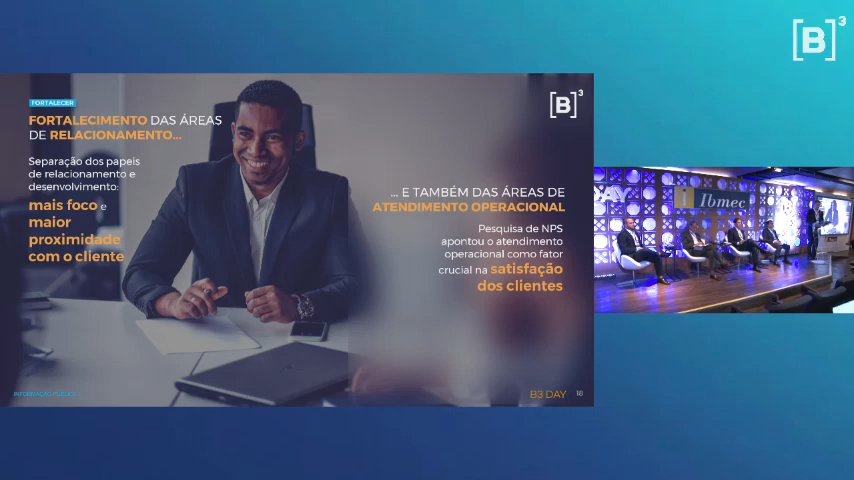 [B]³
FORTALECER
FORTALECIMENTO DAS ÁREAS
DE RELACIONAMENTO...
Separação dos papeis
de relacionamento e
desenvolvimento:
mais foco e
maior
proximidade
com o cliente
[B]³
... E TAMBÉM DAS ÁREAS DE
ATENDIMENTO OPERACIONAL
Pesquisa de NPS
apontou o atendimento
operacional como fator
crucial na satisfação
dos clientes
INFORMAÇÃO PÚBLICA
B3 DAY 18
DAY
Ibmec